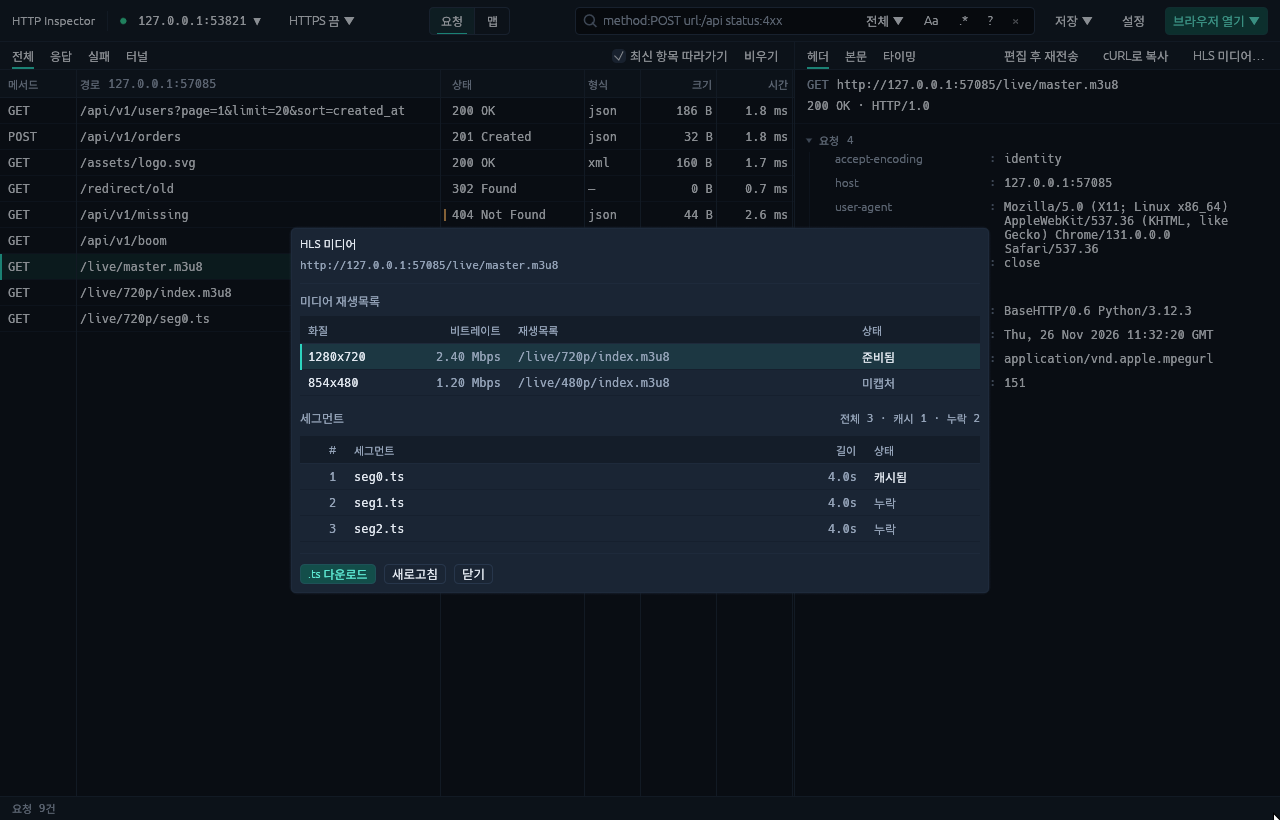 HTTP Inspector 127.0.0.1:53821 ▼ HTTPS 끔 ▼ 요청 맵 method:POST url:/api status:4xx 전체 ▼ Aa .* ? × 저장 ▼ 설정 브라우저 열기 ▼
전체 응답 실패 터널 최신 항목 따라가기 비우기
헤더 본문 타이밍 편집 후 재전송 cURL로 복사 HLS 미디어…
메서드 경로 127.0.0.1:57085 상태 형식 크기 시간
GET /api/v1/users?page=1&limit=20&sort=created_at 200 OK json 186 B 1.8 ms
POST /api/v1/orders 201 Created json 32 B 1.8 ms
GET /assets/logo.svg 200 OK xml 160 B 1.7 ms
GET /redirect/old 302 Found — 0 B 0.7 ms
GET /api/v1/missing 404 Not Found json 44 B 2.6 ms
GET /api/v1/boom
GET /live/master.m3u8
GET /live/720p/index.m3u8
GET /live/720p/seg0.ts
GET http://127.0.0.1:57085/live/master.m3u8
200 OK · HTTP/1.0
▾ 요청 4
accept-encoding : identity
host : 127.0.0.1:57085
user-agent : Mozilla/5.0 (X11; Linux x86_64)
AppleWebKit/537.36 (KHTML, like
Gecko) Chrome/131.0.0.0
Safari/537.36
: close
: BaseHTTP/0.6 Python/3.12.3
: Thu, 26 Nov 2026 11:32:20 GMT
: application/vnd.apple.mpegurl
: 151
HLS 미디어
http://127.0.0.1:57085/live/master.m3u8
미디어 재생목록
화질 비트레이트 재생목록 상태
1280x720 2.40 Mbps /live/720p/index.m3u8 준비됨
854x480 1.20 Mbps /live/480p/index.m3u8 미캡처
세그먼트 전체 3 · 캐시 1 · 누락 2
# 세그먼트 길이 상태
1 seg0.ts 4.0s 캐시됨
2 seg1.ts 4.0s 누락
3 seg2.ts 4.0s 누락
.ts 다운로드 새로고침 닫기
요청 9건